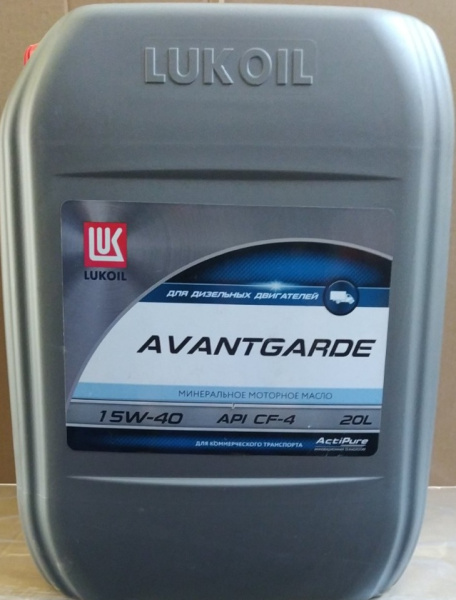 LUKOIL
LUK
LUKOIL
ДЛЯ ДИЗЕЛЬНЫХ ДВИГАТЕЛЕЙ
AVANTGARDE
МИНЕРАЛЬНОЕ МОТОРНОЕ МАСЛО
15W-40 API CF-4 20L
ДЛЯ КОММЕРЧЕСКОГО ТРАНСПОРТА
ActiPure